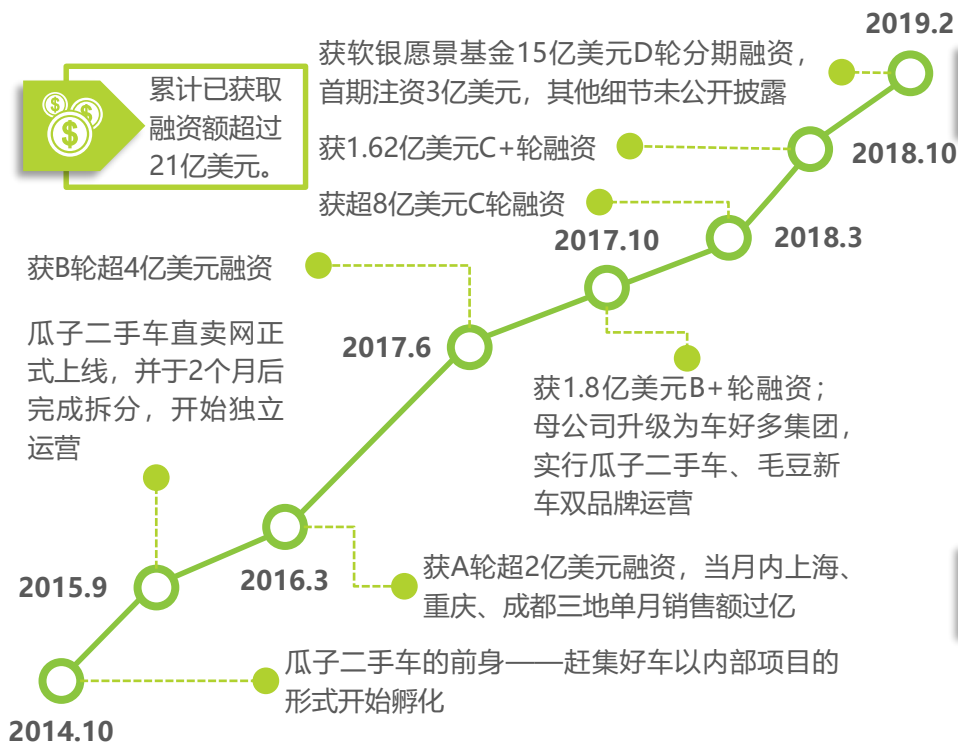 2019.2
获软银愿景基金15亿美元D轮分期融资，
首期注资3亿美元，其他细节未公开披露
累计已获取
融资额超过
21亿美元。
获1.62亿美元C+轮融资
2018.10
获超8亿美元C轮融资
2017.10
2018.3
获B轮超4亿美元融资
瓜子二手车直卖网正
式上线，并于2个月后
完成拆分，开始独立
运营
2017.6
获1.8亿美元B+轮融资；
母公司升级为车好多集团，
实行瓜子二手车、毛豆新
车双品牌运营
2015.9
2016.3
获A轮超2亿美元融资，当月内上海、
重庆、成都三地单月销售额过亿
瓜子二手车的前身——赶集好车以内部项目的
形式开始孵化
2014.10